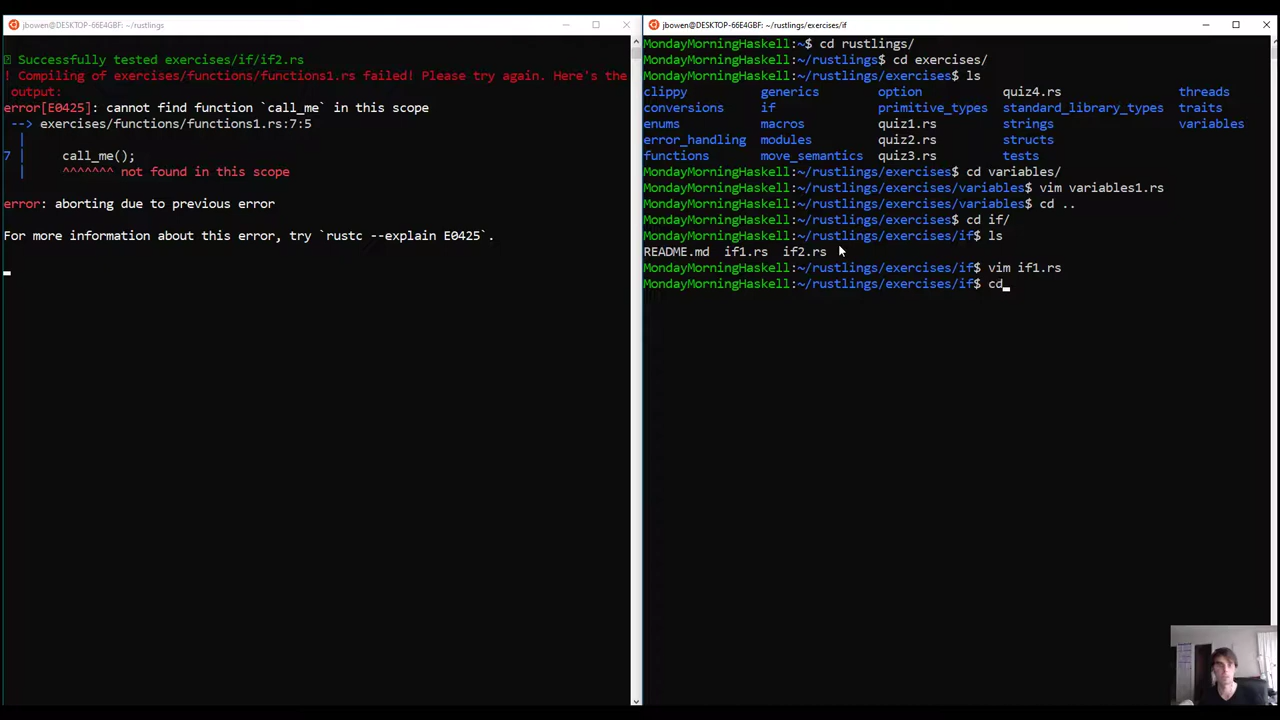 jbowen@DESKTOP-66E4GBF: ~/rustlings
Successfully tested exercises/if/if2.rs
! Compiling of exercises/functions/functions1.rs failed! Please try again. Here's the
output:
error[E0425]: cannot find function `call_me` in this scope
--> exercises/functions/functions1.rs:7:5
|
7 |     call_me();
|     ^^^^^^^ not found in this scope
error: aborting due to previous error
For more information about this error, try `rustc --explain E0425`.
jbowen@DESKTOP-66E4GBF: ~/rustlings/exercises/if
MondayMorningHaskell:~$ cd rustlings/
MondayMorningHaskell:~/rustlings$ cd exercises/
MondayMorningHaskell:~/rustlings/exercises$ ls
clippy generics option quiz4.rs threads
conversions if primitive_types standard_library_types traits
enums macros quiz1.rs strings variables
error_handling modules quiz2.rs structs
functions move_semantics quiz3.rs tests
MondayMorningHaskell:~/rustlings/exercises$ cd variables/
MondayMorningHaskell:~/rustlings/exercises/variables$ vim variables1.rs
MondayMorningHaskell:~/rustlings/exercises/variables$ cd ..
MondayMorningHaskell:~/rustlings/exercises$ cd if/
MondayMorningHaskell:~/rustlings/exercises/if$ ls
README.md if1.rs if2.rs
MondayMorningHaskell:~/rustlings/exercises/if$ vim if1.rs
MondayMorningHaskell:~/rustlings/exercises/if$ cd